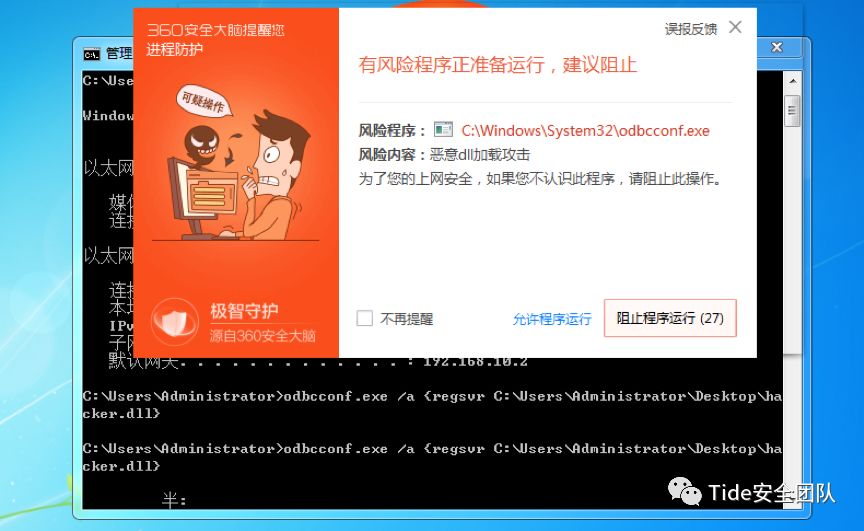 360安全大脑提醒您
进程防护
误报反馈
可疑操作
有风险程序正准备运行，建议阻止
风险程序： C:\Windows\System32\odbcconf.exe
风险内容：恶意dll加载攻击
为了您的上网安全，如果您不认识此程序，请阻止此操作。
极智守护
源自360安全大脑
不再提醒
允许程序运行
阻止程序运行 (27)
管理
C:\Use
Window
以太网
媒体
连接
以太网
连接
本地
IPv
子网
默认网关. . . . . . . . . . . . . : 192.168.10.2
C:\Users\Administrator>odbcconf.exe /a {regsvr C:\Users\Administrator\Desktop\ha
cker.dll}
C:\Users\Administrator>odbcconf.exe /a {regsvr C:\Users\Administrator\Desktop\ha
cker.dll}
半:
Tide安全团队